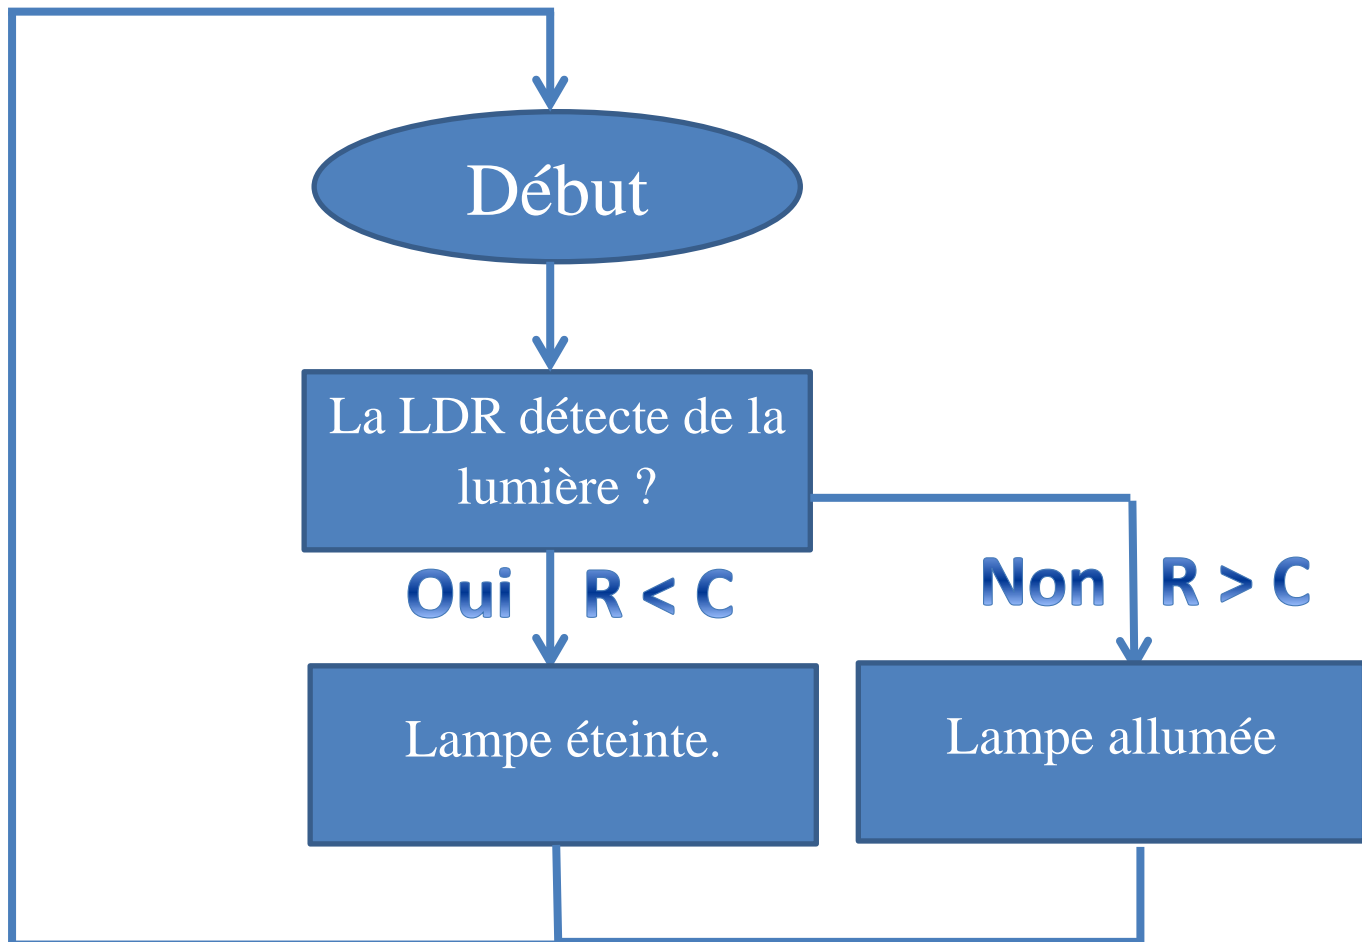 Début
La LDR détecte de la
lumière ?
Oui R < C
Non R > C
Lampe éteinte.
Lampe allumée